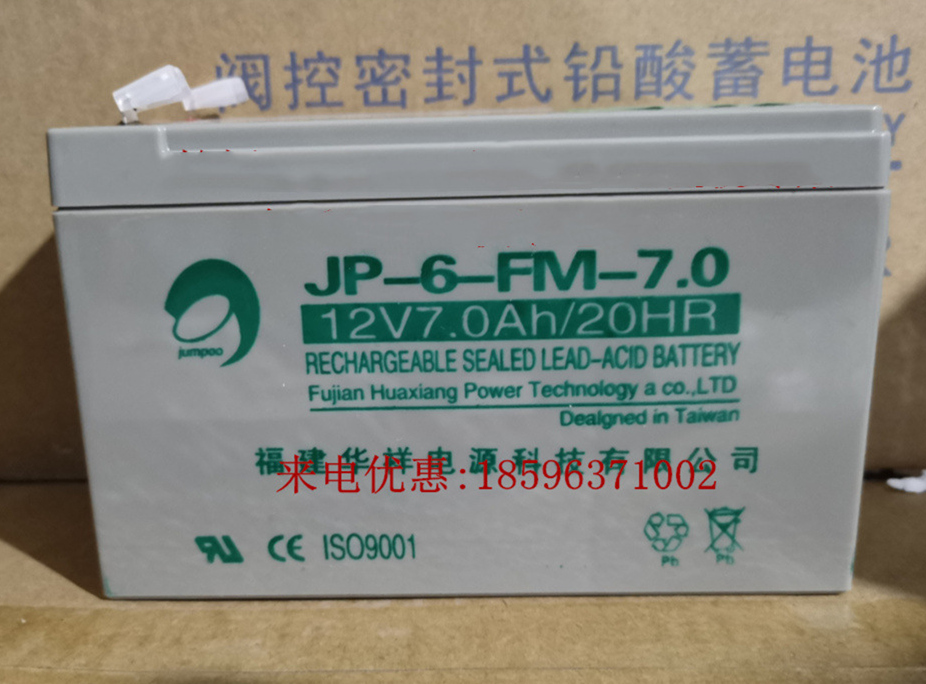 阀控密封式铅酸蓄电池
JP-6-FM-7.0
12V7.0Ah/20HR
jumpoo
RECHARGEABLE SEALED LEAD-ACID BATTERY
Fujian Huaxiang Power Technology a co.,LTD
Dealgned in Taiwan
福建华祥电源科技有限公司
来电优惠:18596371002
CE ISO9001
Pb Pb